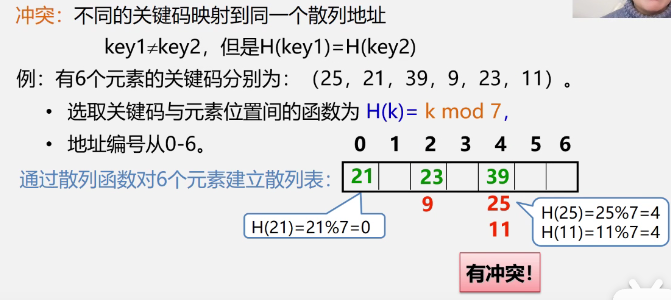 冲突：不同的关键码映射到同一个散列地址
key1≠key2，但是H(key1)=H(key2)
例：有6个元素的关键码分别为：（25，21，39，9，23，11）。
• 选取关键码与元素位置间的函数为 H(k)= k mod 7，
• 地址编号从0-6。
0 1 2 3 4 5 6
通过散列函数对6个元素建立散列表： 21 23 39
9 25
11
H(21)=21%7=0
H(25)=25%7=4
H(11)=11%7=4
有冲突！